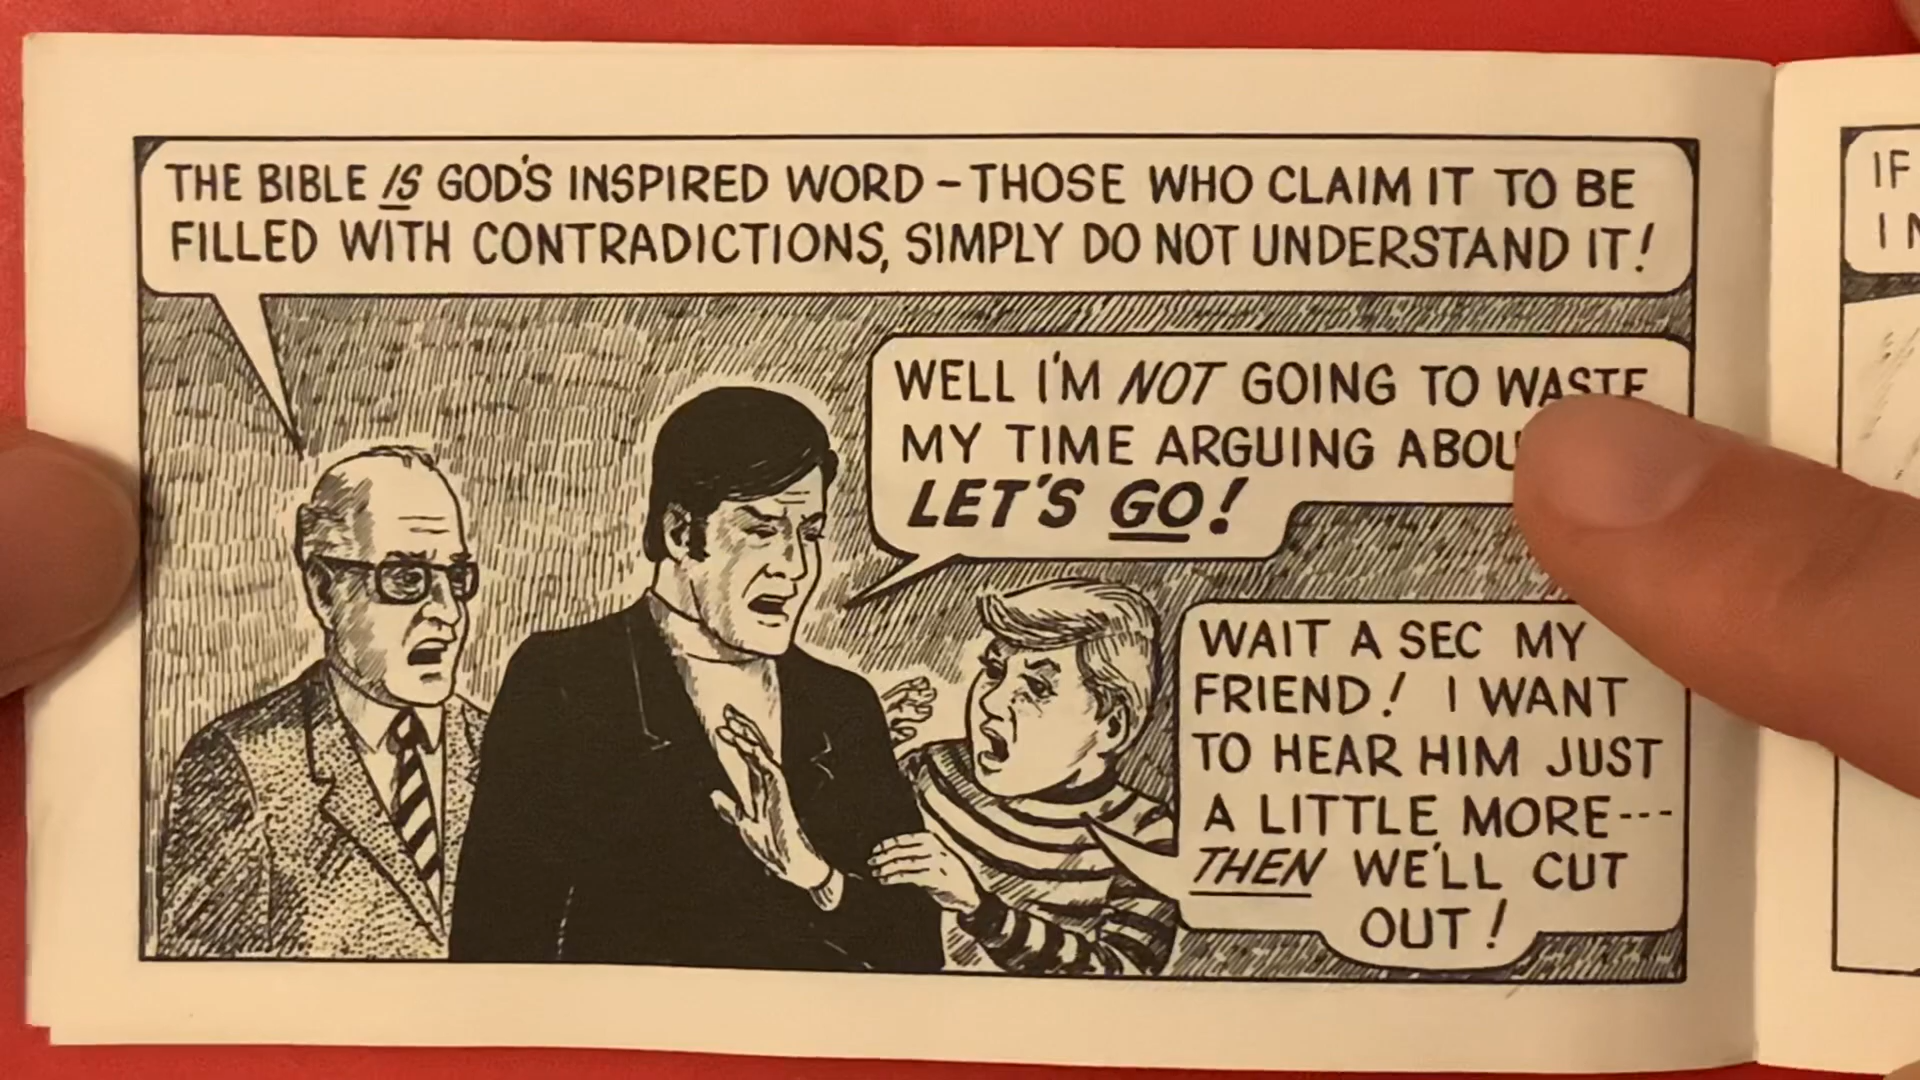 THE BIBLE IS GOD'S INSPIRED WORD – THOSE WHO CLAIM IT TO BE
FILLED WITH CONTRADICTIONS, SIMPLY DO NOT UNDERSTAND IT!
WELL I'M NOT GOING TO WASTE
MY TIME ARGUING
LET'S GO!
WAIT A SEC MY
FRIEND! I WANT
TO HEAR HIM JUST
A LITTLE MORE---
THEN WE'LL CUT
OUT!
IF
I